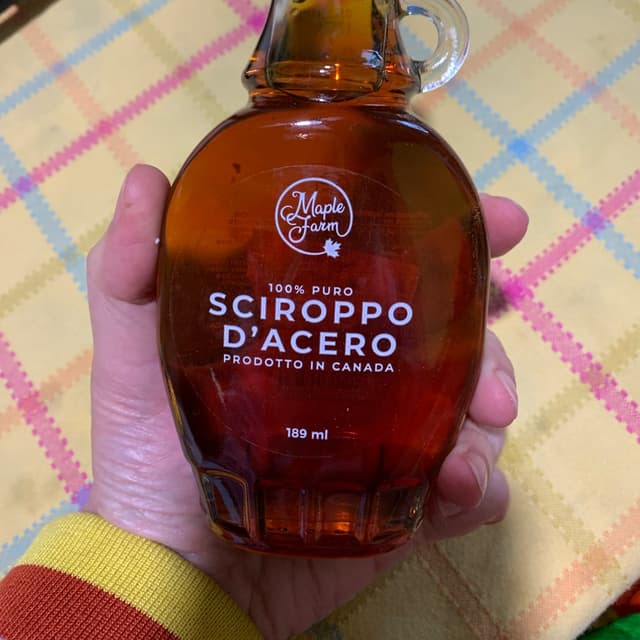 Maple
Farm
100% PURO
SCIROPPO
D'ACERO
PRODOTTO IN CANADA
189 ml